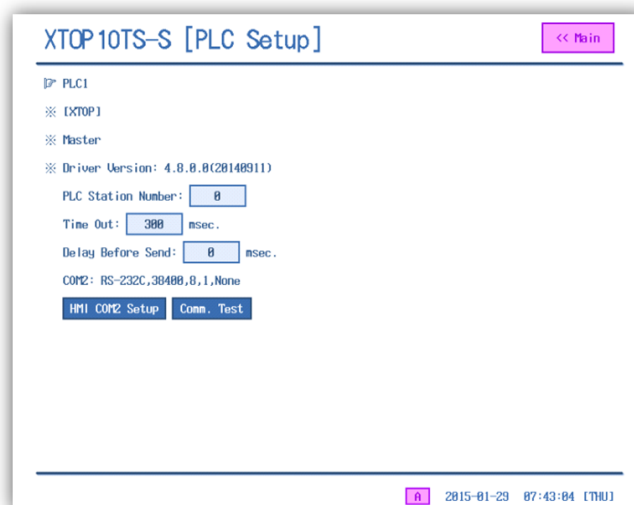 XTOP10TS-S [PLC Setup]
<< Main
☞ PLC1
※ [XTOP]
※ Master
※ Driver Version: 4.8.0.0(20140911)
PLC Station Number: 0
Time Out: 300 msec.
Delay Before Send: 0 msec.
COM2: RS-232C,38400,8,1,None
HMI COM2 Setup Comm. Test
A 2015-01-29 07:43:04 [THU]